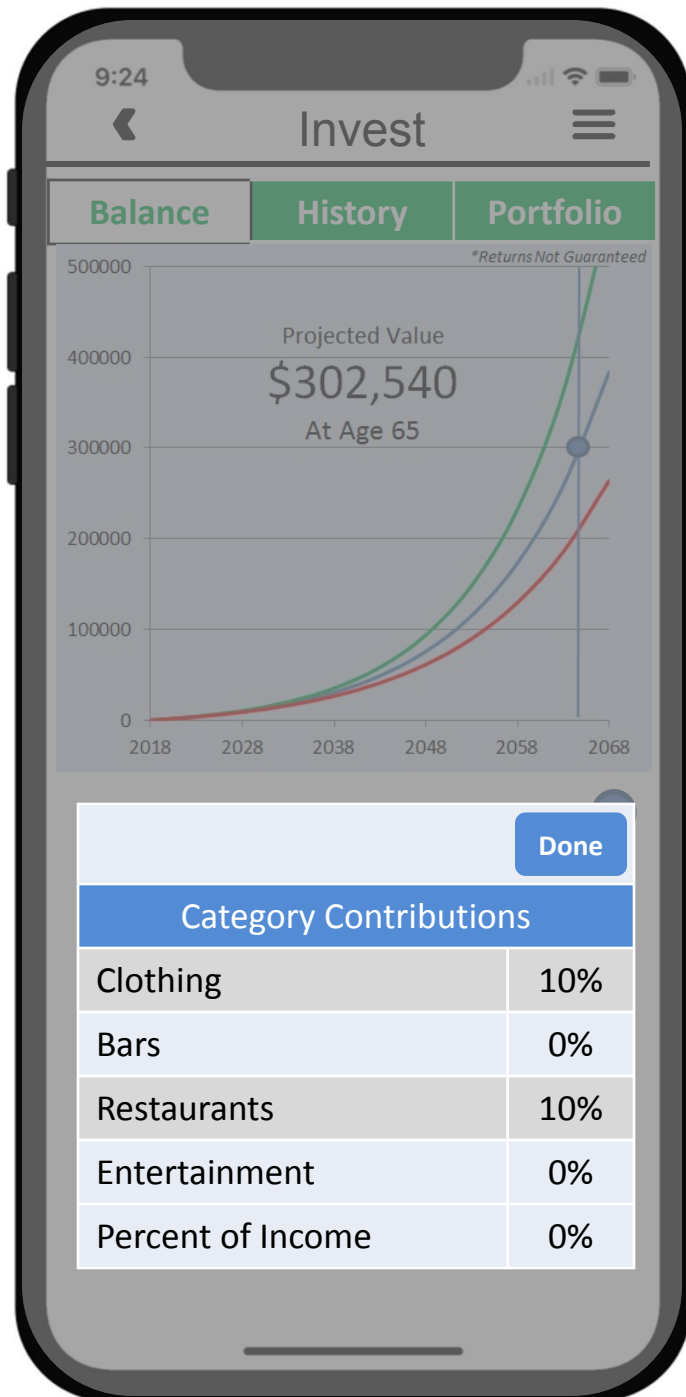 9:24
Invest
Balance History Portfolio
*Returns Not Guaranteed
500000
Projected Value
400000
$302,540
At Age 65
300000
200000
100000
0
2018 2028 2038 2048 2058 2068
Done
Category Contributions
Clothing 10%
Bars 0%
Restaurants 10%
Entertainment 0%
Percent of Income 0%